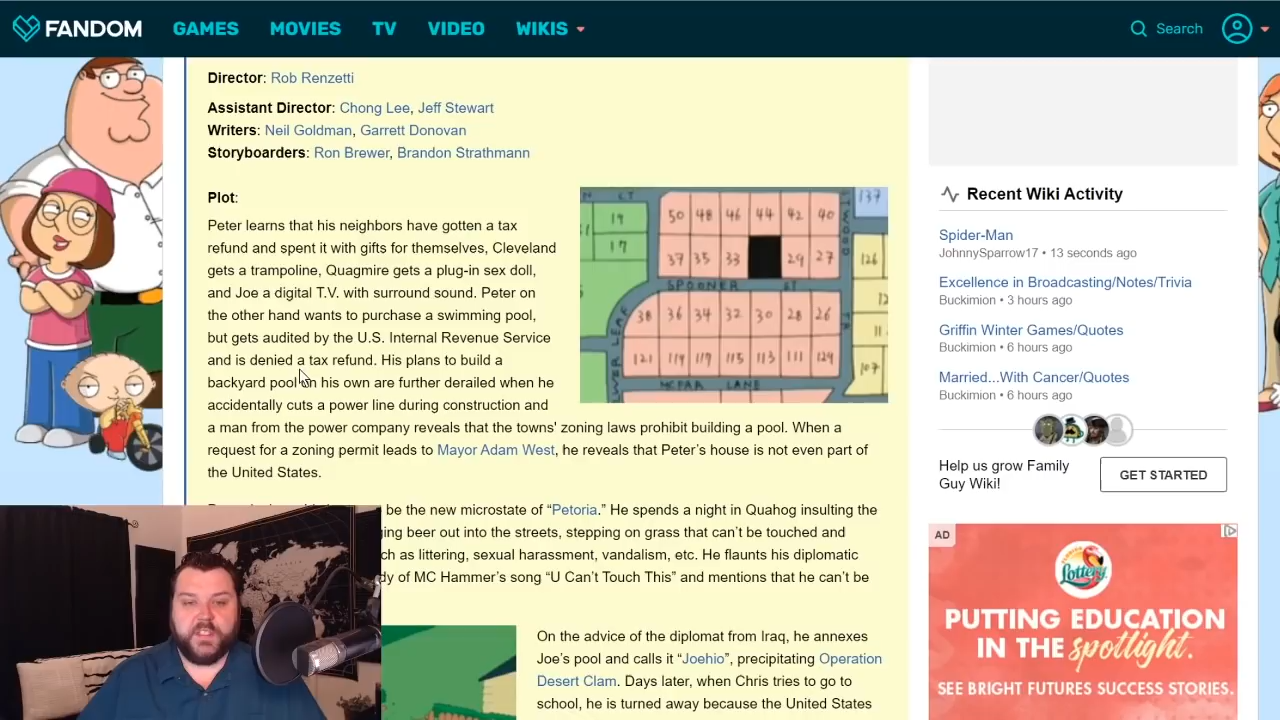 FANDOM GAMES MOVIES TV VIDEO WIKIS Search
Director: Rob Renzetti
Assistant Director: Chong Lee, Jeff Stewart
Writers: Neil Goldman, Garrett Donovan
Storyboarders: Ron Brewer, Brandon Strathmann
Plot:
Peter learns that his neighbors have gotten a tax
refund and spent it with gifts for themselves, Cleveland
gets a trampoline, Quagmire gets a plug-in sex doll,
and Joe a digital T.V. with surround sound. Peter on
the other hand wants to purchase a swimming pool,
but gets audited by the U.S. Internal Revenue Service
and is denied a tax refund. His plans to build a
backyard pool on his own are further derailed when he
accidentally cuts a power line during construction and
a man from the power company reveals that the towns' zoning laws prohibit building a pool. When a
request for a zoning permit leads to Mayor Adam West, he reveals that Peter's house is not even part of
the United States.
N CT 137
19 50 48 46 44 42 40
17 37 35 33 29 27 126
SPOONER ST
38 36 34 32 30 28 26
121 119 117 115 113 111 129 107
LANE
be the new microstate of “Petoria.” He spends a night in Quahog insulting the
ing beer out into the streets, stepping on grass that can't be touched and
ch as littering, sexual harassment, vandalism, etc. He flaunts his diplomatic
dy of MC Hammer's song “U Can't Touch This” and mentions that he can't be
On the advice of the diplomat from Iraq, he annexes
Joe's pool and calls it “Joehio”, precipitating Operation
Desert Clam. Days later, when Chris tries to go to
school, he is turned away because the United States
Recent Wiki Activity
Spider-Man
JohnnySparrow17 • 13 seconds ago
Excellence in Broadcasting/Notes/Trivia
Buckimion • 3 hours ago
Griffin Winter Games/Quotes
Buckimion • 6 hours ago
Married...With Cancer/Quotes
Buckimion • 6 hours ago
Help us grow Family
Guy Wiki!
GET STARTED
AD
Lottery
PUTTING EDUCATION
IN THE spotlight.
SEE BRIGHT FUTURES SUCCESS STORIES.